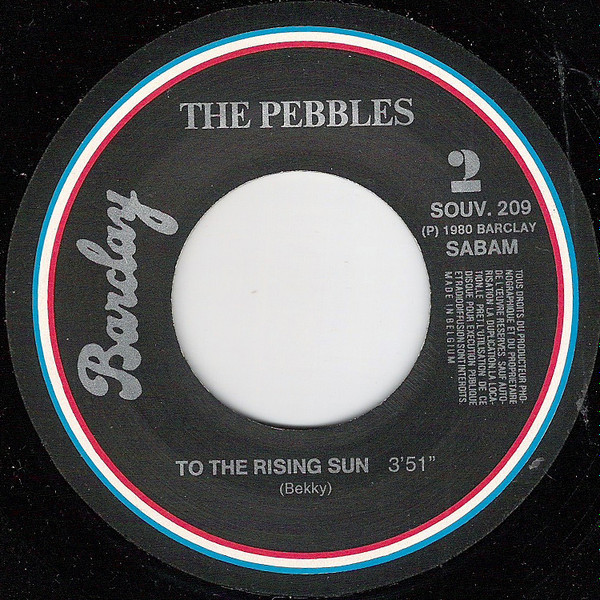 THE PEBBLES
Barclay
2
SOUV. 209
(P) 1980 BARCLAY
SABAM
TOUS DROITS DU PRODUCTEUR PHO-
NOGRAPHIQUE ET DU PROPRIETAIRE
DE L'ŒUVRE RESERVES. SAUF AUTO-
RISATION LA DUPLICATION, LA LOCA-
TION, LE PRET, L'UTILISATION DE CE
DISQUE POUR EXECUTION PUBLIQUE
ET RADIODIFFUSION SONT INTERDITS
MADE IN BELGIUM
TO THE RISING SUN 3'51"
(Bekky)